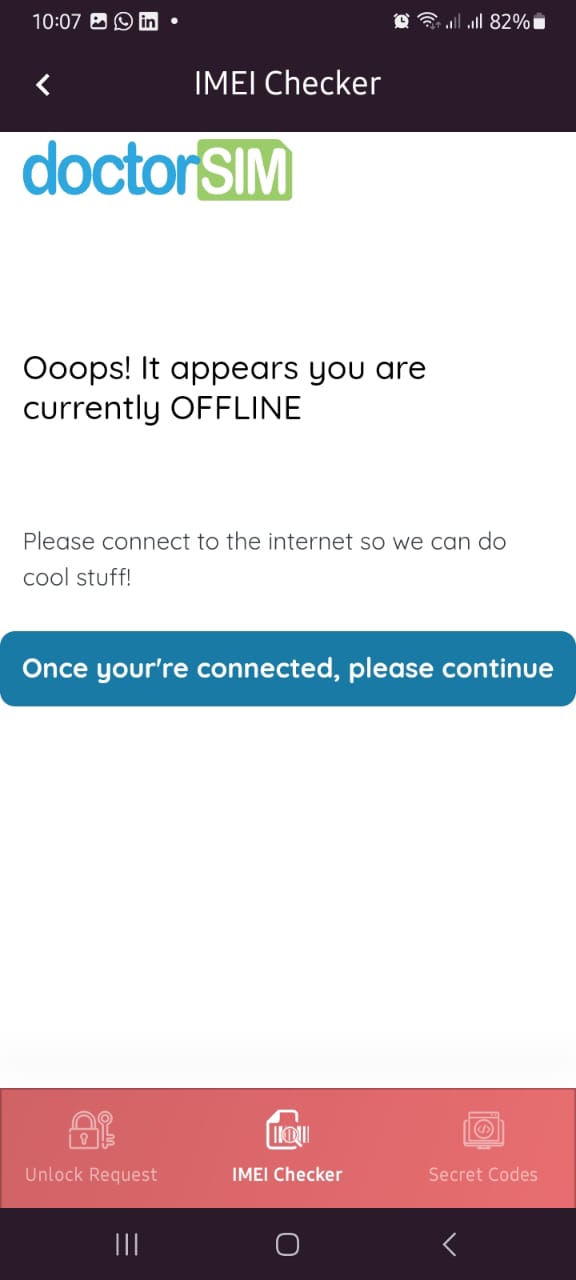 10:07
82%
IMEI Checker
doctorSIM
Ooops! It appears you are
currently OFFLINE
Please connect to the internet so we can do
cool stuff!
Once your're connected, please continue
Unlock Request
IMEI Checker
Secret Codes